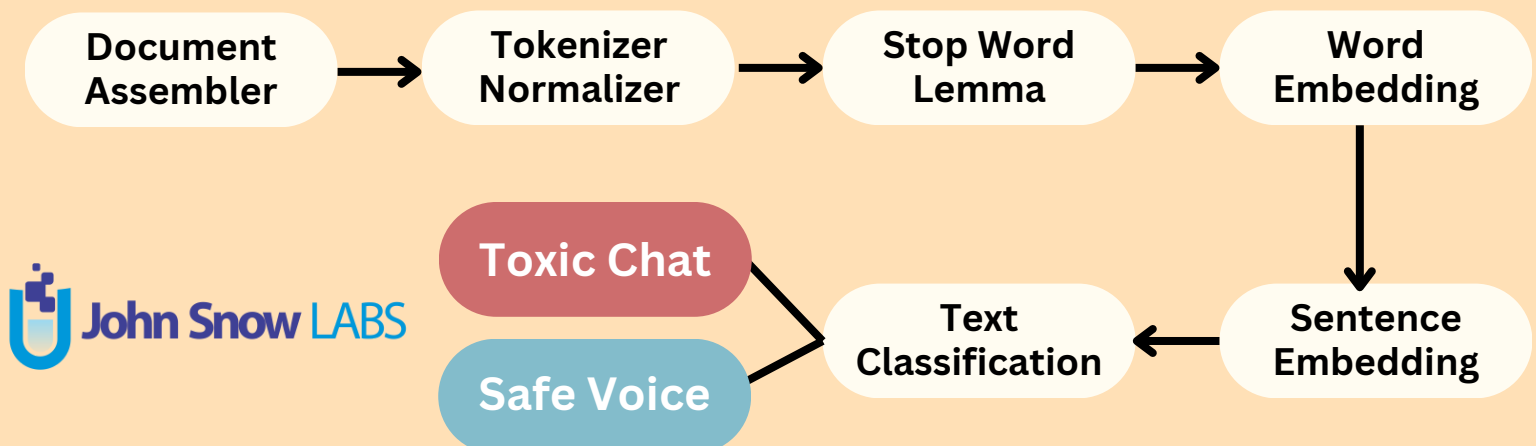 Document
Assembler
Tokenizer
Normalizer
Stop Word
Lemma
Word
Embedding
Sentence
Embedding
Text
Classification
Toxic Chat
Safe Voice
John Snow LABS